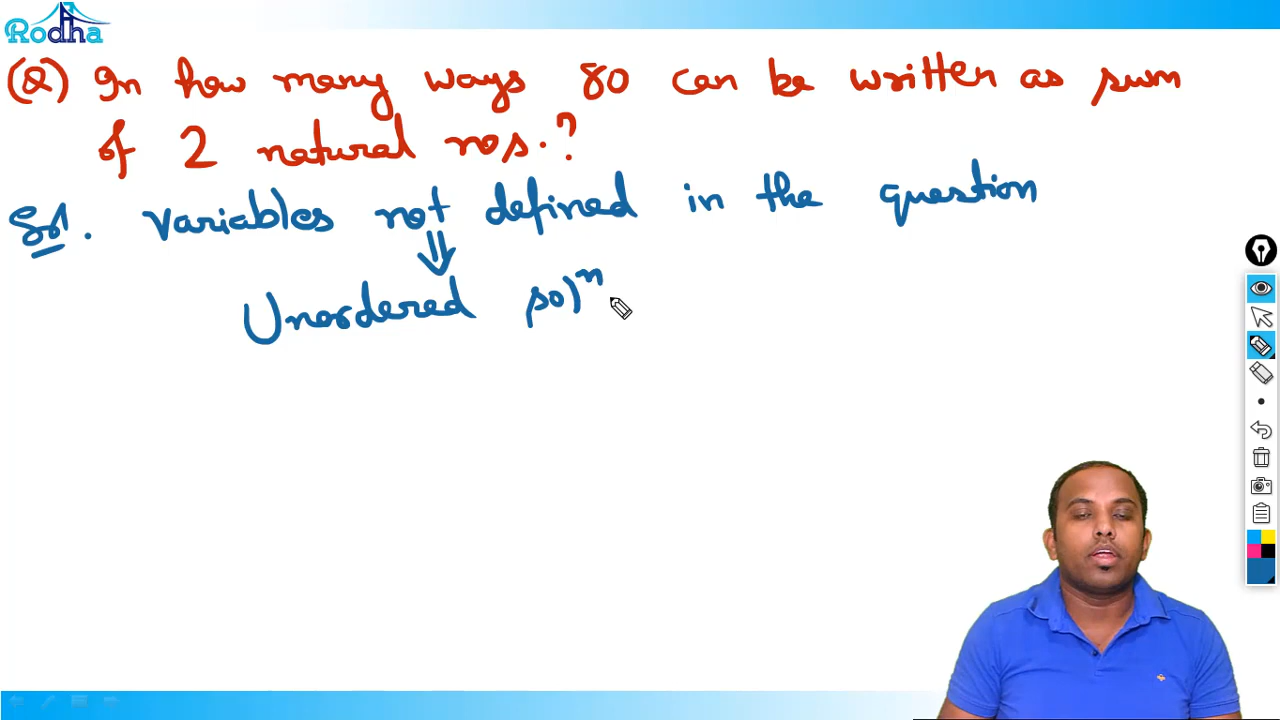 Rodha
(Q) In how many ways 80 can be written as sum
of 2 natural nos.?
Sol. Variables not defined in the question
⇓
Unordered solⁿ